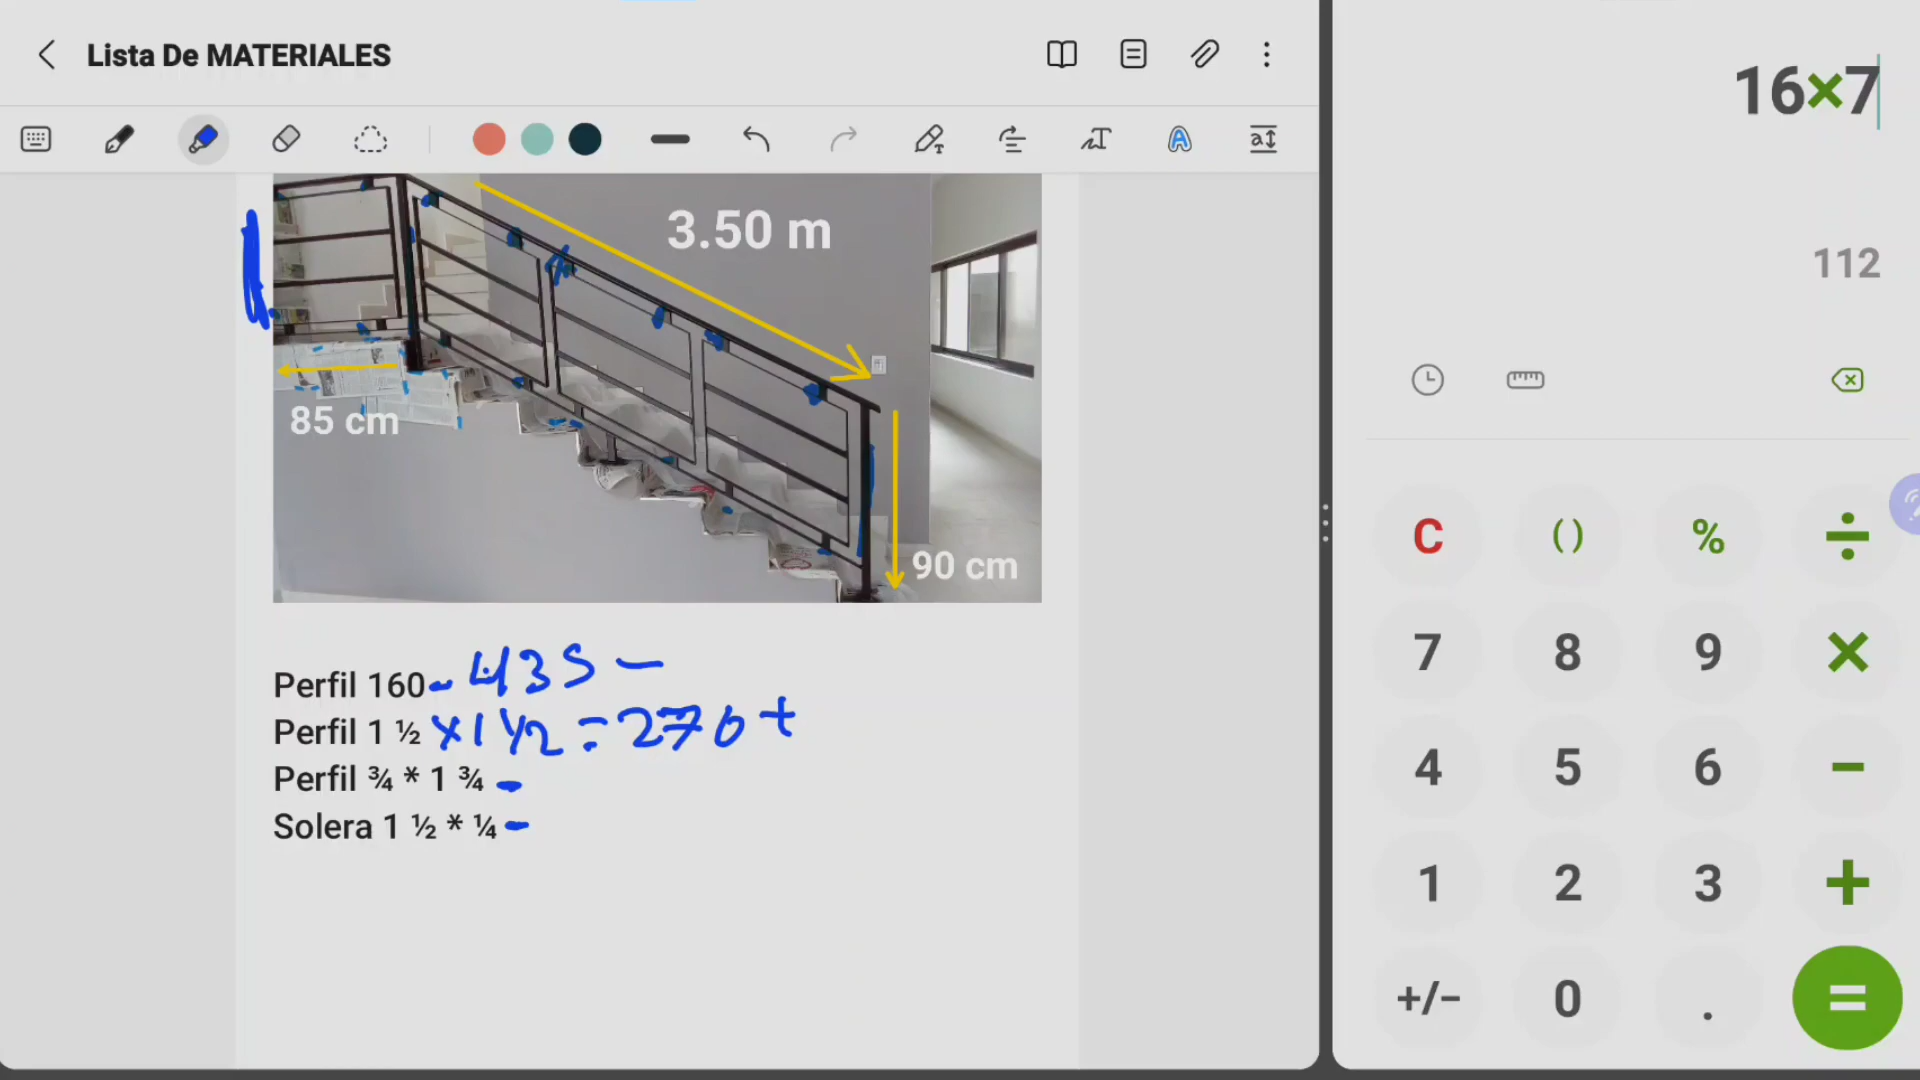 Lista De MATERIALES
3.50 m
85 cm
90 cm
Perfil 160 - 435 -
Perfil 1 ½ x 1 1/2 = 270 +
Perfil ¾ * 1 ¾ -
Solera 1 ½ * ¼ -
16×7
112
C () % ÷
7 8 9 ×
4 5 6 −
1 2 3 +
+/− 0 . =